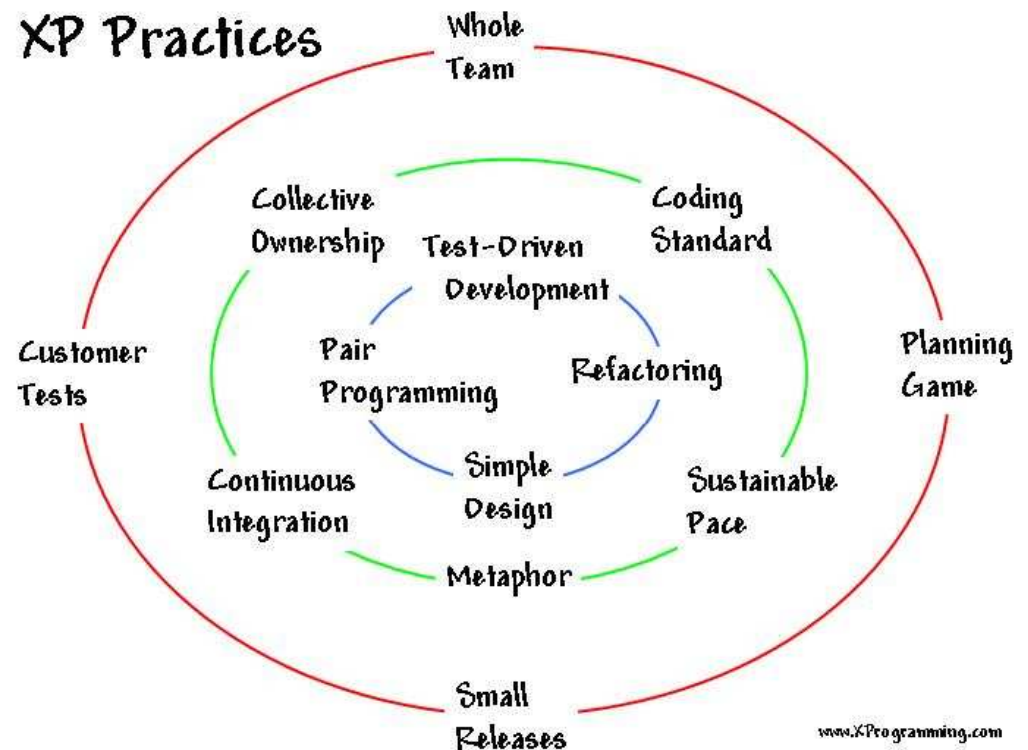 XP Practices
Whole
Team
Collective
Ownership
Coding
Standard
Test-Driven
Development
Customer
Tests
Pair
Programming
Refactoring
Planning
Game
Continuous
Integration
Simple
Design
Sustainable
Pace
Metaphor
Small
Releases
www.XProgramming.com